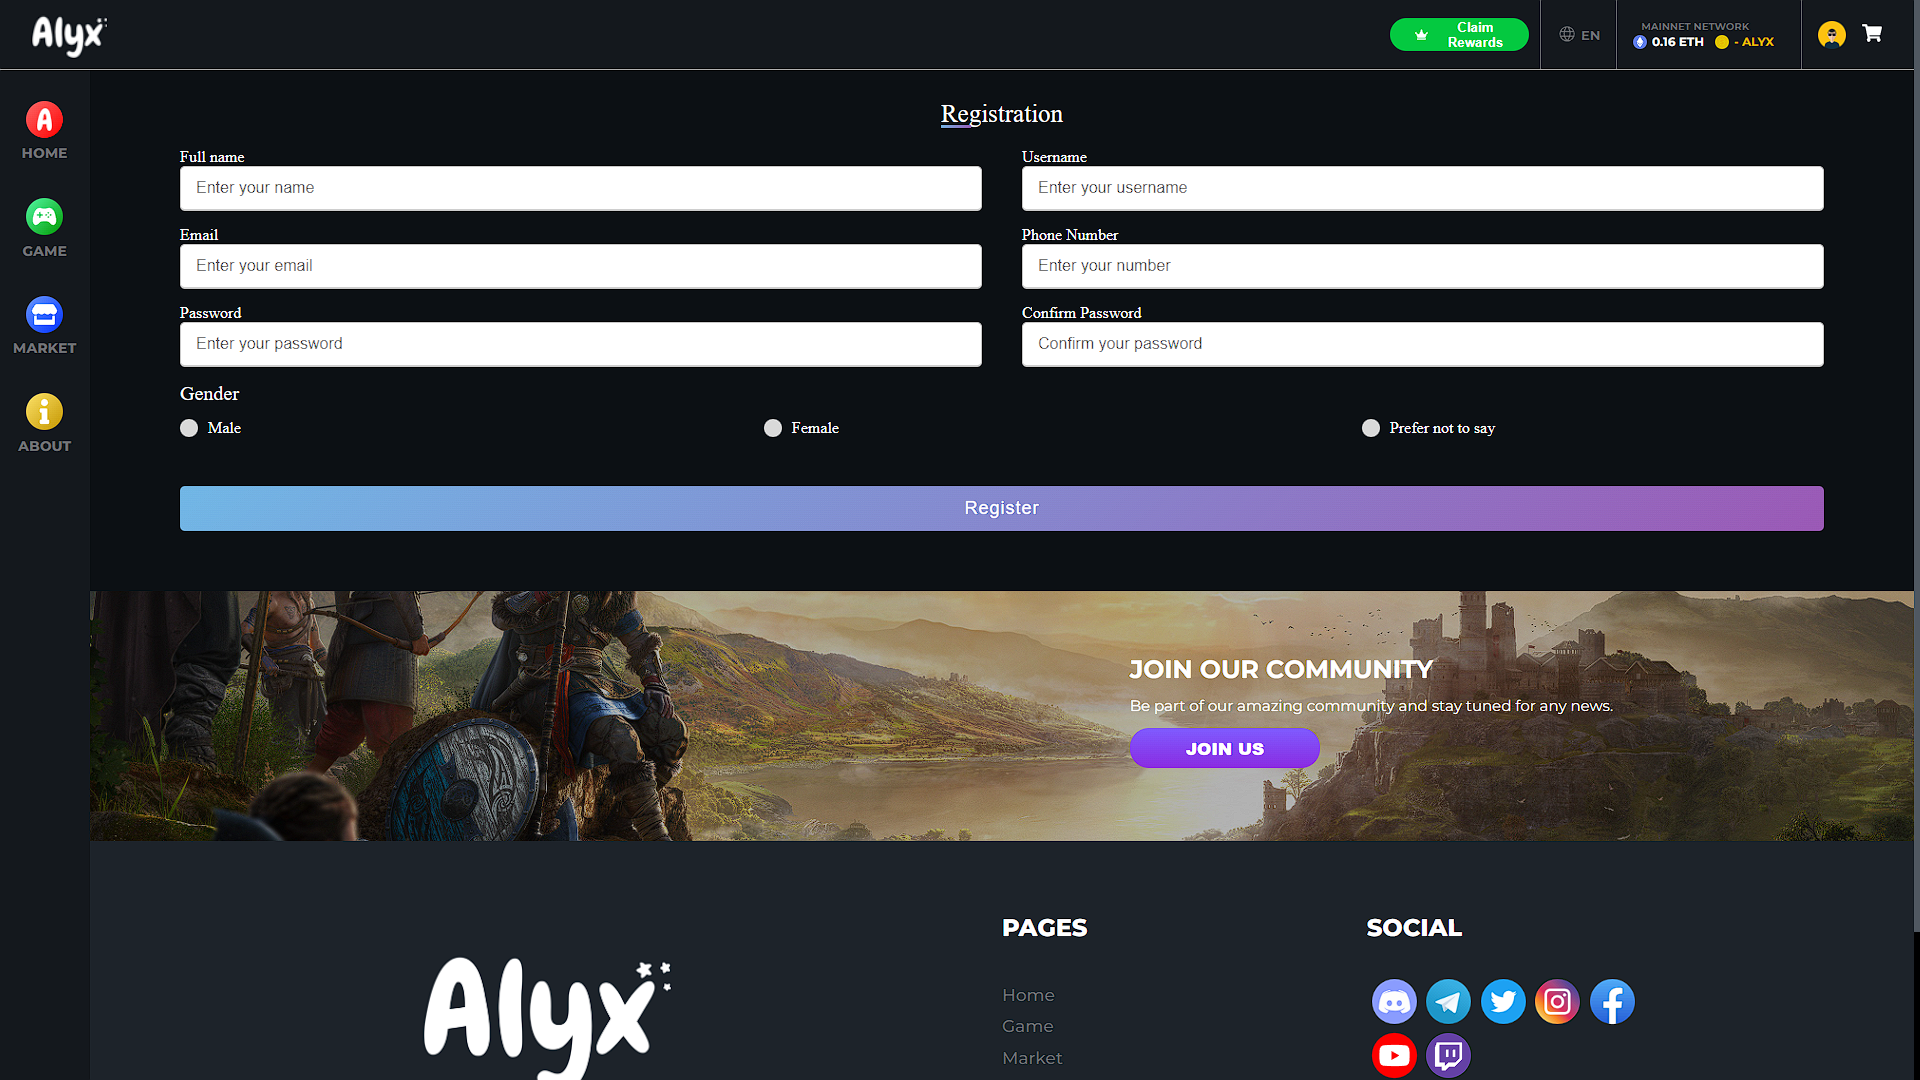 Alyx
Claim
Rewards
EN
MAINNET NETWORK
0.16 ETH - ALYX
HOME
GAME
MARKET
ABOUT
Registration
Full name
Enter your name
Username
Enter your username
Email
Enter your email
Phone Number
Enter your number
Password
Enter your password
Confirm Password
Confirm your password
Gender
Male
Female
Prefer not to say
Register
JOIN OUR COMMUNITY
Be part of our amazing community and stay tuned for any news.
JOIN US
Alyx
PAGES
Home
Game
Market
SOCIAL